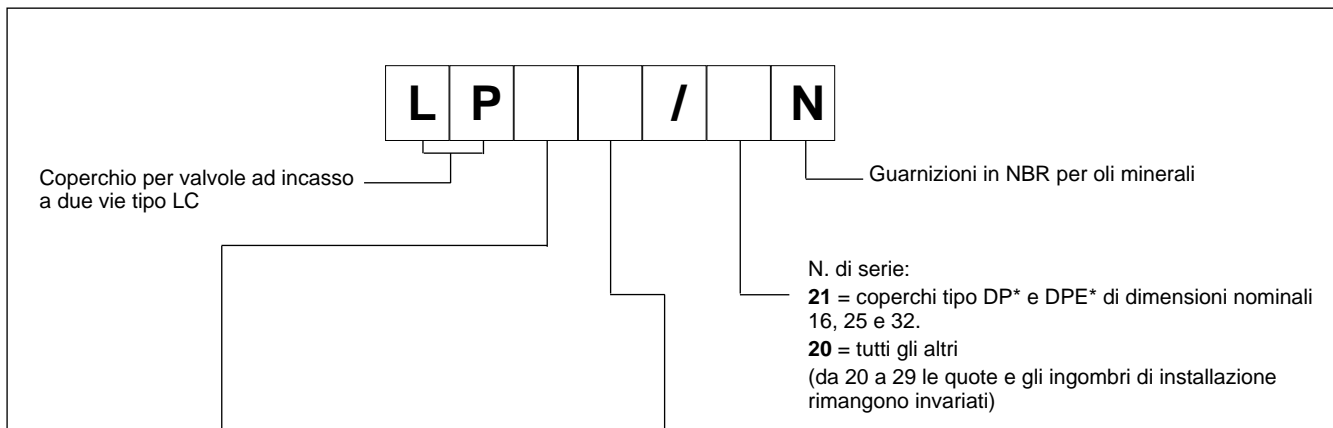 L P / N
Coperchio per valvole ad incasso
a due vie tipo LC
Guarnizioni in NBR per oli minerali
N. di serie:
21 = coperchi tipo DP* e DPE* di dimensioni nominali
16, 25 e 32.
20 = tutti gli altri
(da 20 a 29 le quote e gli ingombri di installazione
rimangono invariati)